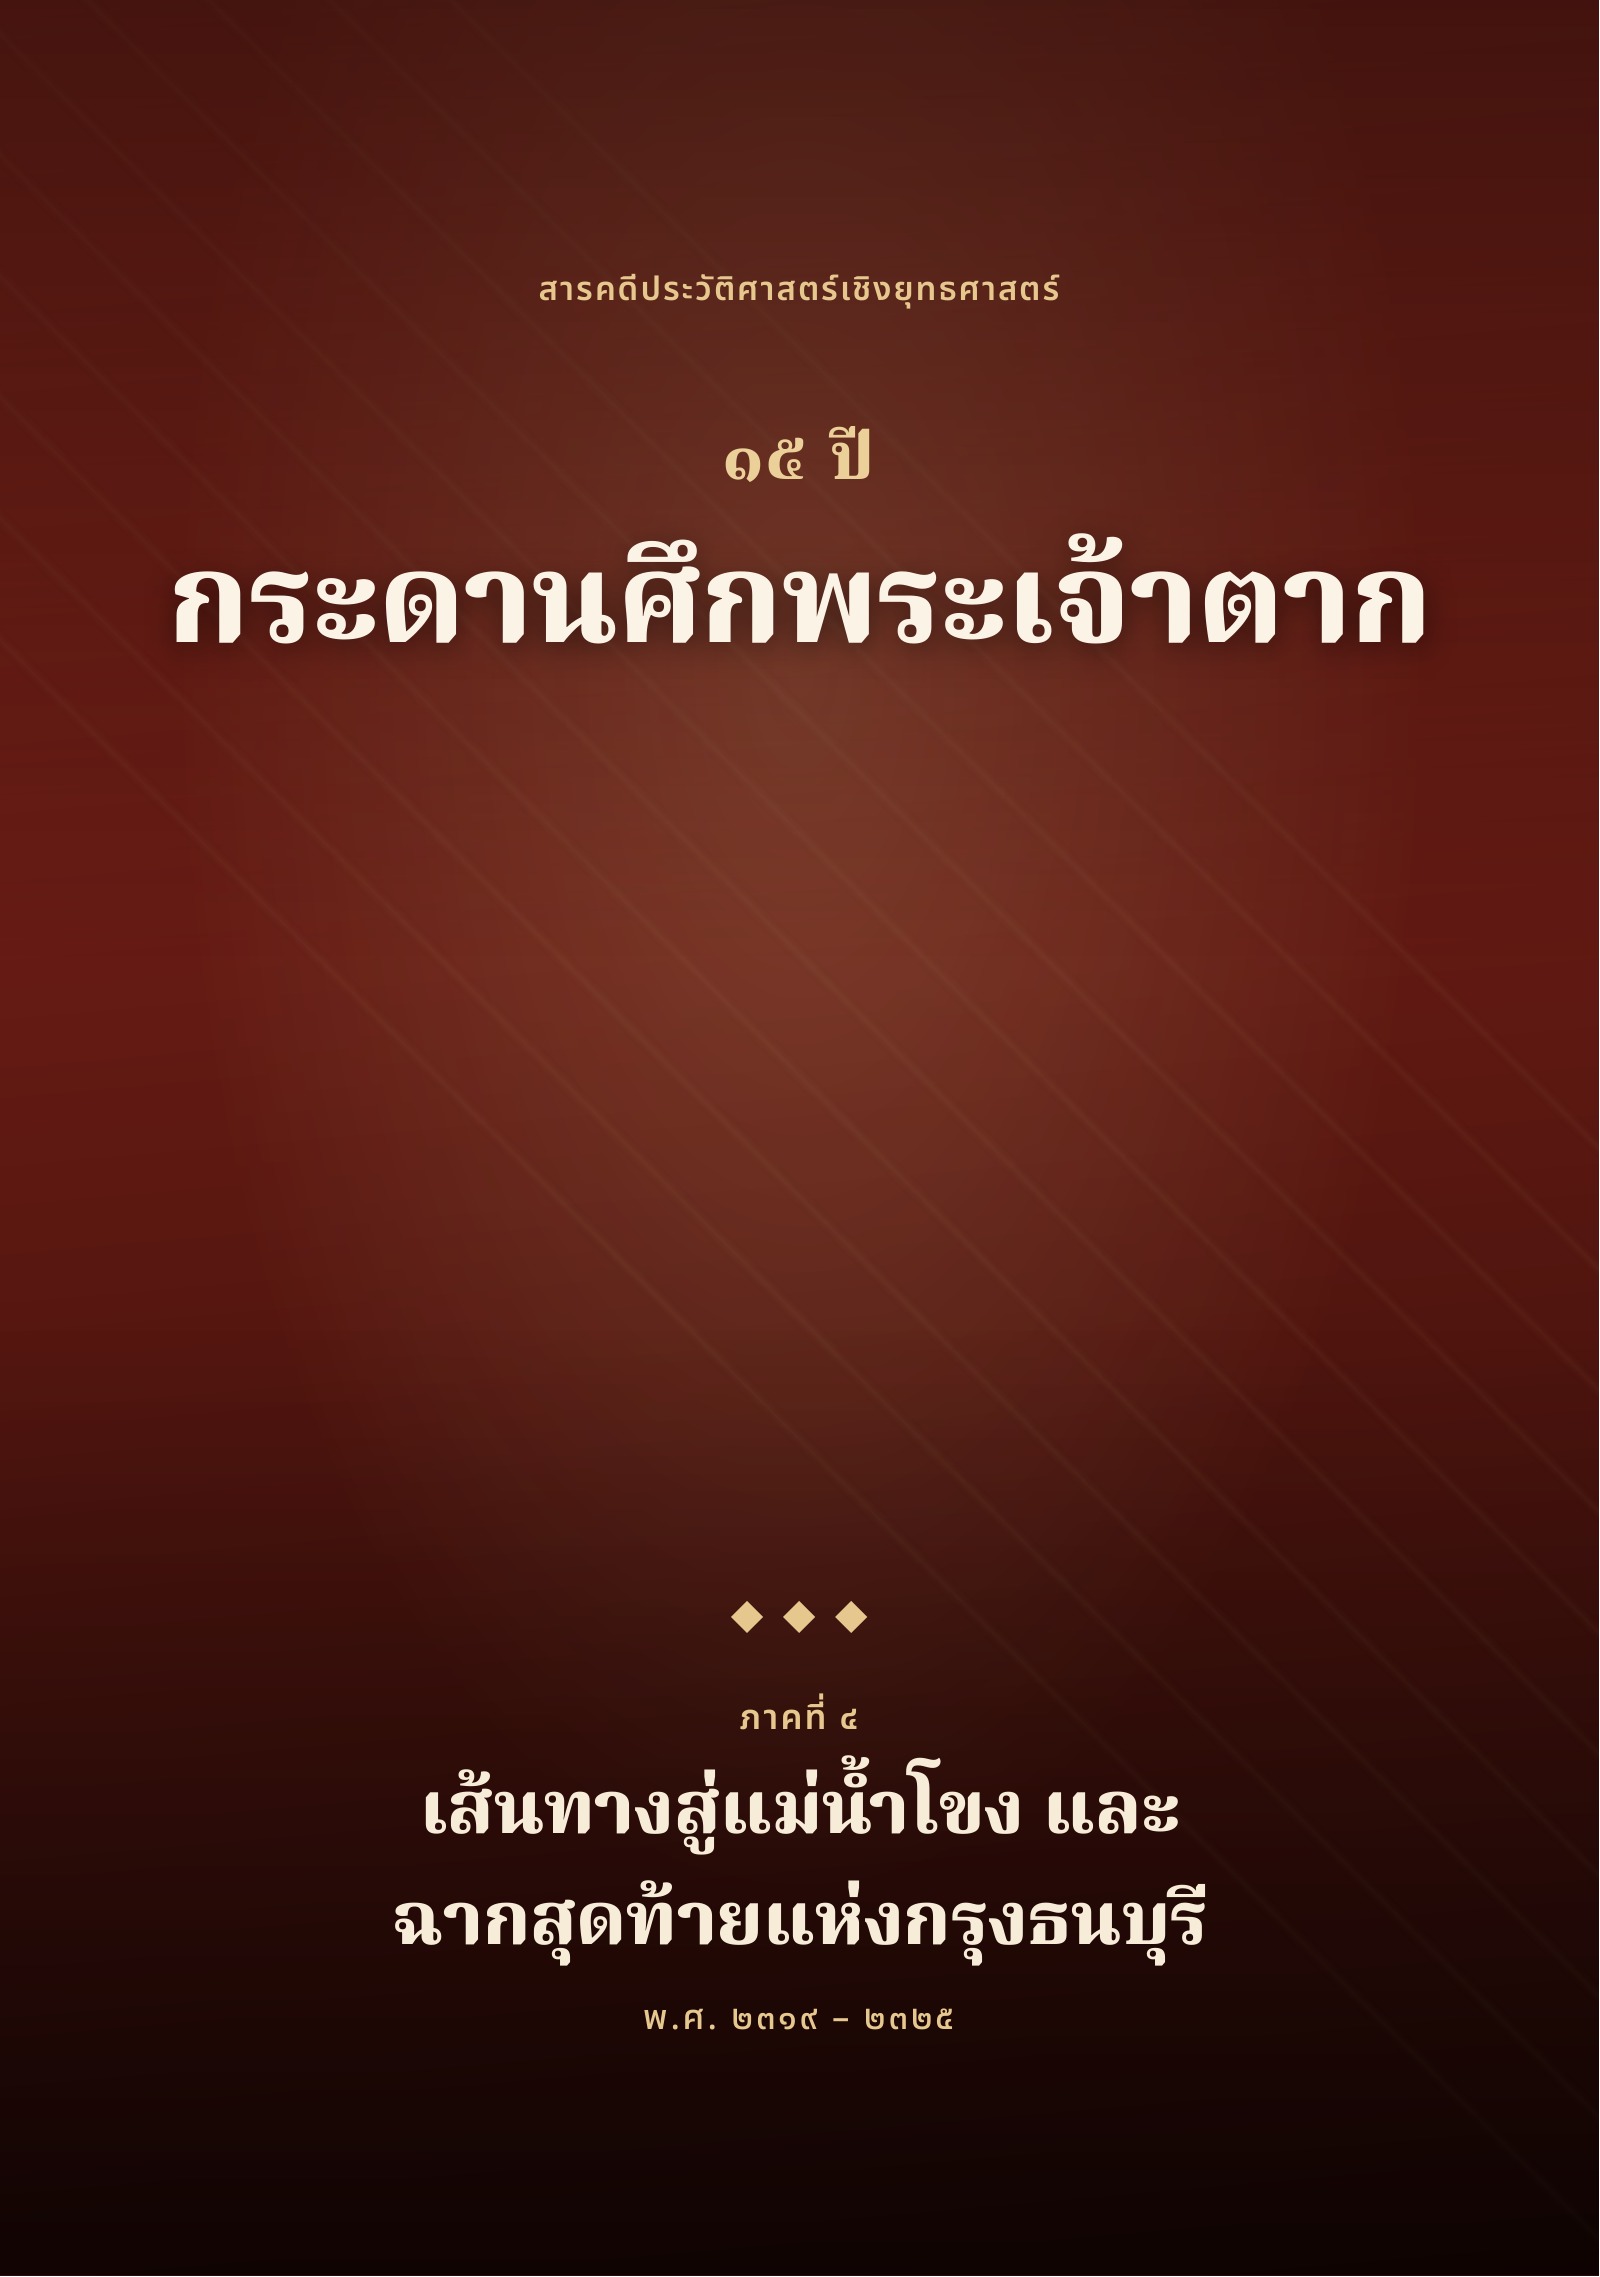 สารคดีประวัติศาสตร์เชิงยุทธศาสตร์
๑๕ ปี
กระดานศึกพระเจ้าตาก
ภาคที่ ๔
เส้นทางสู่แม่น้ำโขง และ
ฉากสุดท้ายแห่งกรุงธนบุรี
พ.ศ. ๒๓๑๙ – ๒๓๒๕